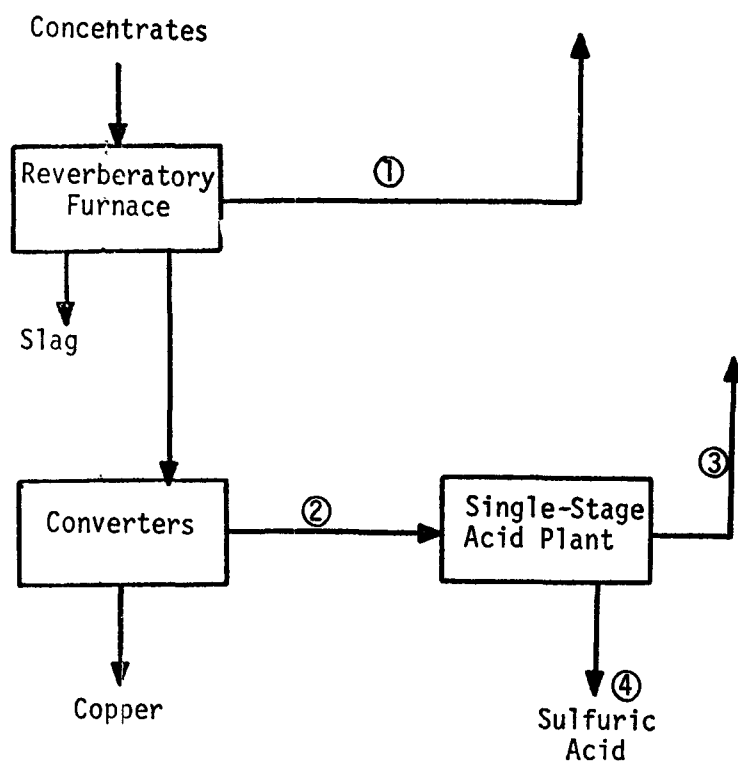 Concentrates
Reverberatory
Furnace
①
Slag
③
Converters
②
Single-Stage
Acid Plant
Copper
④
Sulfuric
Acid